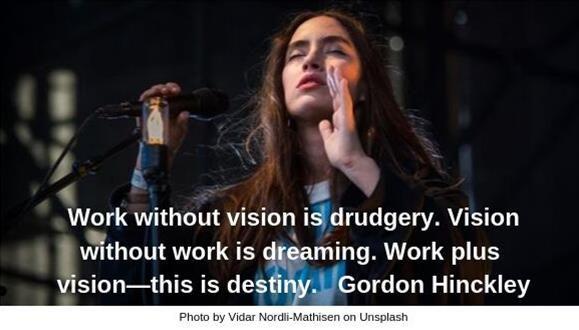 Work without vision is drudgery. Vision
without work is dreaming. Work plus
vision—this is destiny.   Gordon Hinckley
Photo by Vidar Nordli-Mathisen on Unsplash